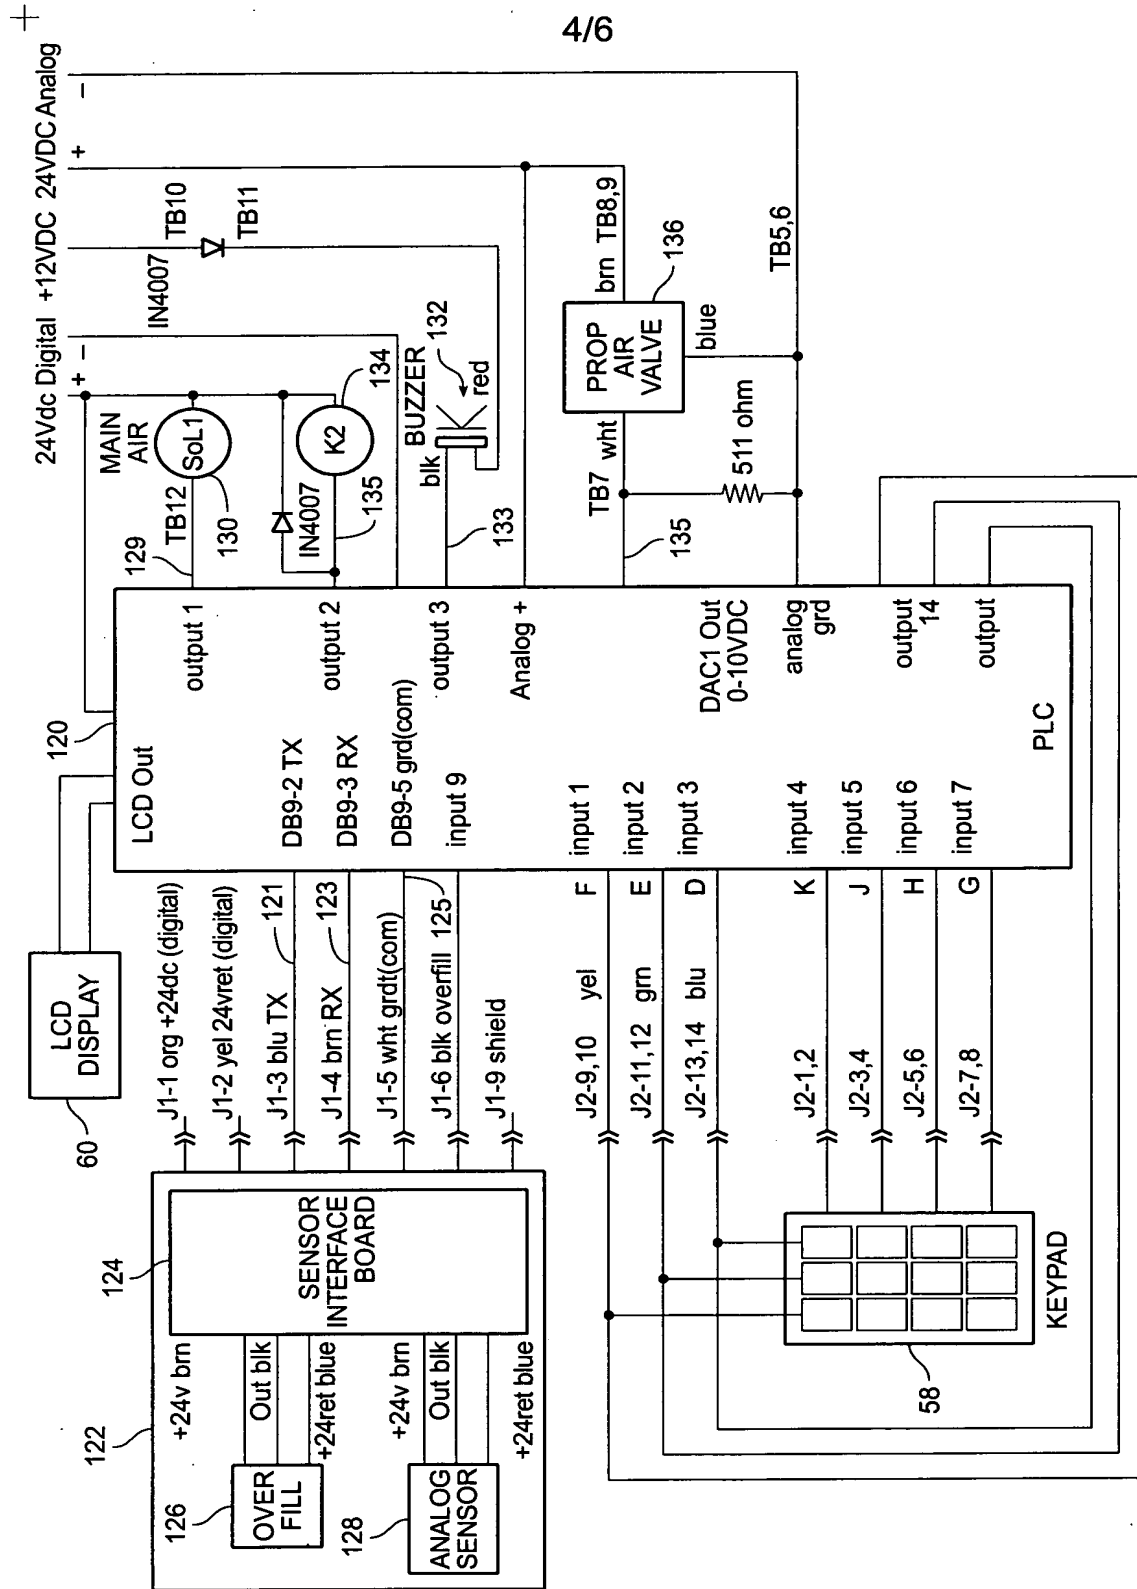 4/6
24Vdc Digital
+12VDC
24VDC Analog
+
−
+
−
MAIN
AIR
SoL1
TB12
129
130
IN4007
K2
134
135
IN4007
TB10
TB11
BUZZER
132
red
blk
133
brn
TB8,9
PROP
AIR
VALVE
136
blue
TB5,6
TB7
wht
511 ohm
135
120
LCD Out
output 1
output 2
output 3
Analog +
DAC1 Out
0-10VDC
analog
grd
output
14
output
DB9-2 TX
DB9-3 RX
DB9-5 grd(com)
input 9
input 1
input 2
input 3
input 4
input 5
input 6
input 7
PLC
LCD
DISPLAY
60
J1-1 org +24dc (digital)
J1-2 yel 24vret (digital)
J1-3 blu TX
121
J1-4 brn RX
123
J1-5 wht grdt(com)
J1-6 blk overfill
125
J1-9 shield
J2-9,10
yel
F
J2-11,12
grn
E
J2-13,14
blu
D
J2-1,2
K
J2-3,4
J
J2-5,6
H
J2-7,8
G
122
124
SENSOR
INTERFACE
BOARD
+24v brn
Out blk
+24ret blue
+24v brn
Out blk
+24ret blue
126
OVER
FILL
128
ANALOG
SENSOR
KEYPAD
58